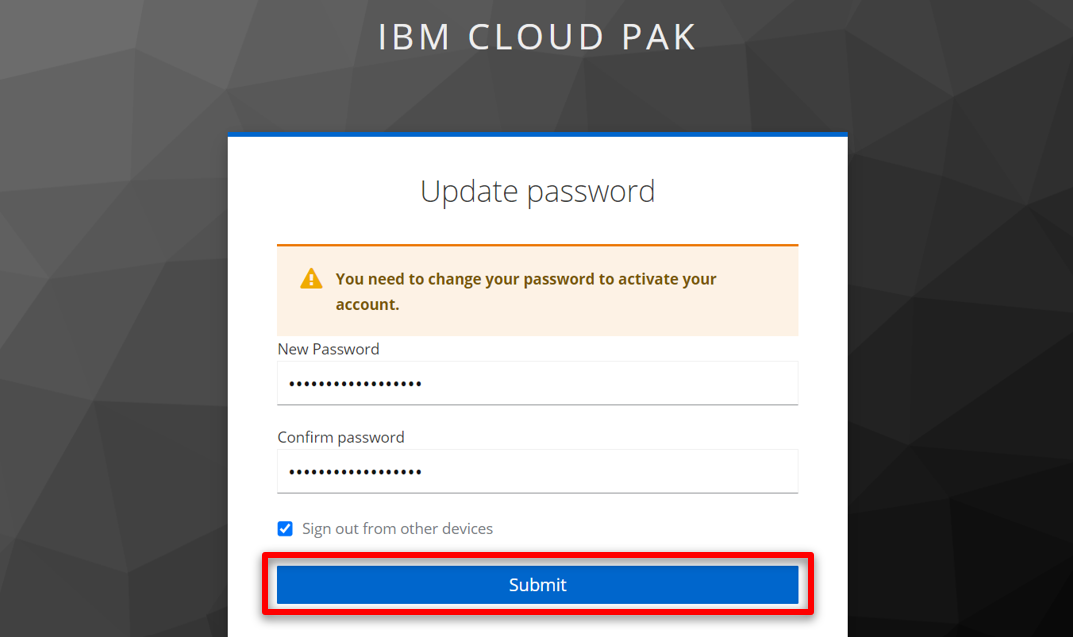 IBM CLOUD PAK
Update password
You need to change your password to activate your
account.
New Password
••••••••••••••••••
Confirm password
••••••••••••••••••
Sign out from other devices
Submit